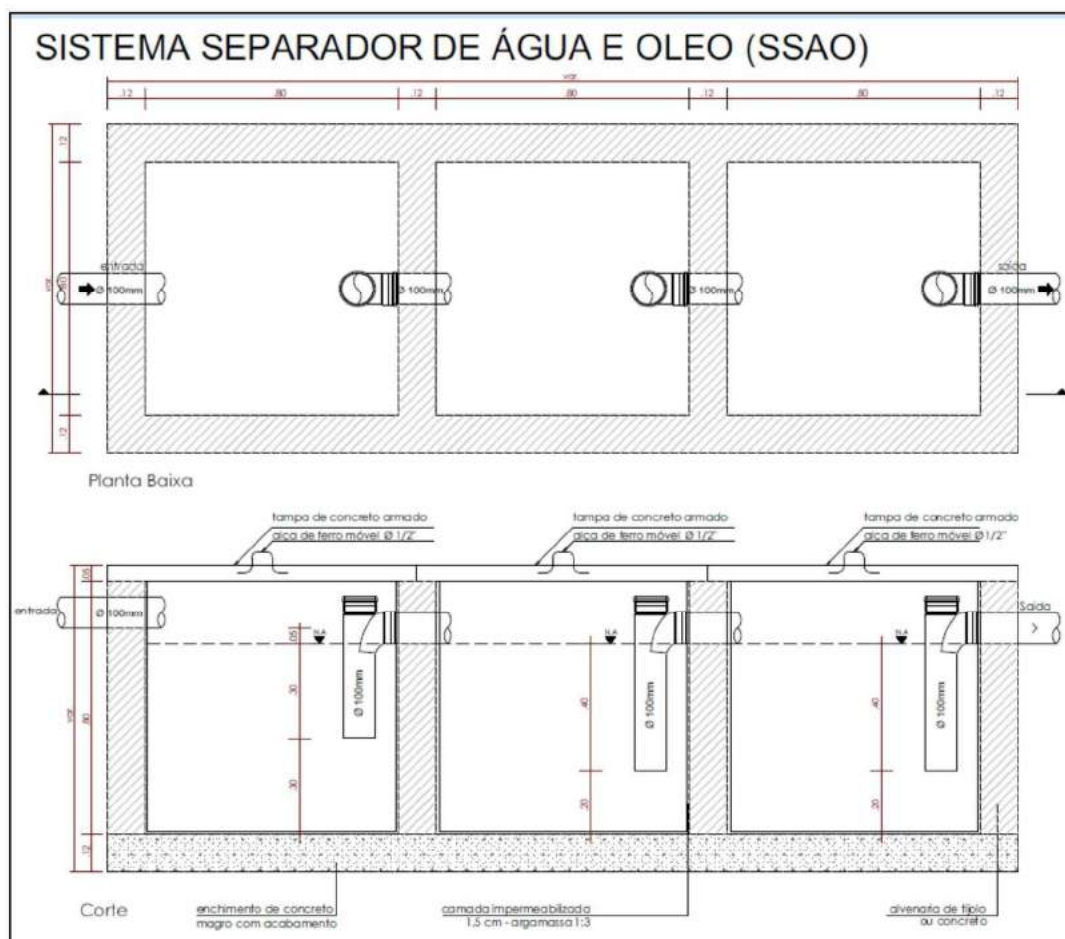 SISTEMA SEPARADOR DE ÁGUA E OLEO (SSAO)
var.
.12 .80 .12 .80 .12 .80 .12
.12
var.
.80
.12
entrada
Ø 100mm
Ø 100mm
Ø 100mm
saída
Ø 100mm
Planta Baixa
tampa de concreto armado
alça de ferro móvel Ø 1/2"
tampa de concreto armado
alça de ferro móvel Ø 1/2"
tampa de concreto armado
alça de ferro móvel Ø 1/2"
.05
entrada
Ø 100mm
Saída
.05
N.A
N.A
N.A
.30
Ø 100mm
.40
Ø 100mm
.40
Ø 100mm
var.
.80
.30
.20
.20
.12
Corte
enchimento de concreto
magro com acabamento
camada impermeabilizada
1,5 cm - argamassa 1:3
alvenaria de tijolo
ou concreto